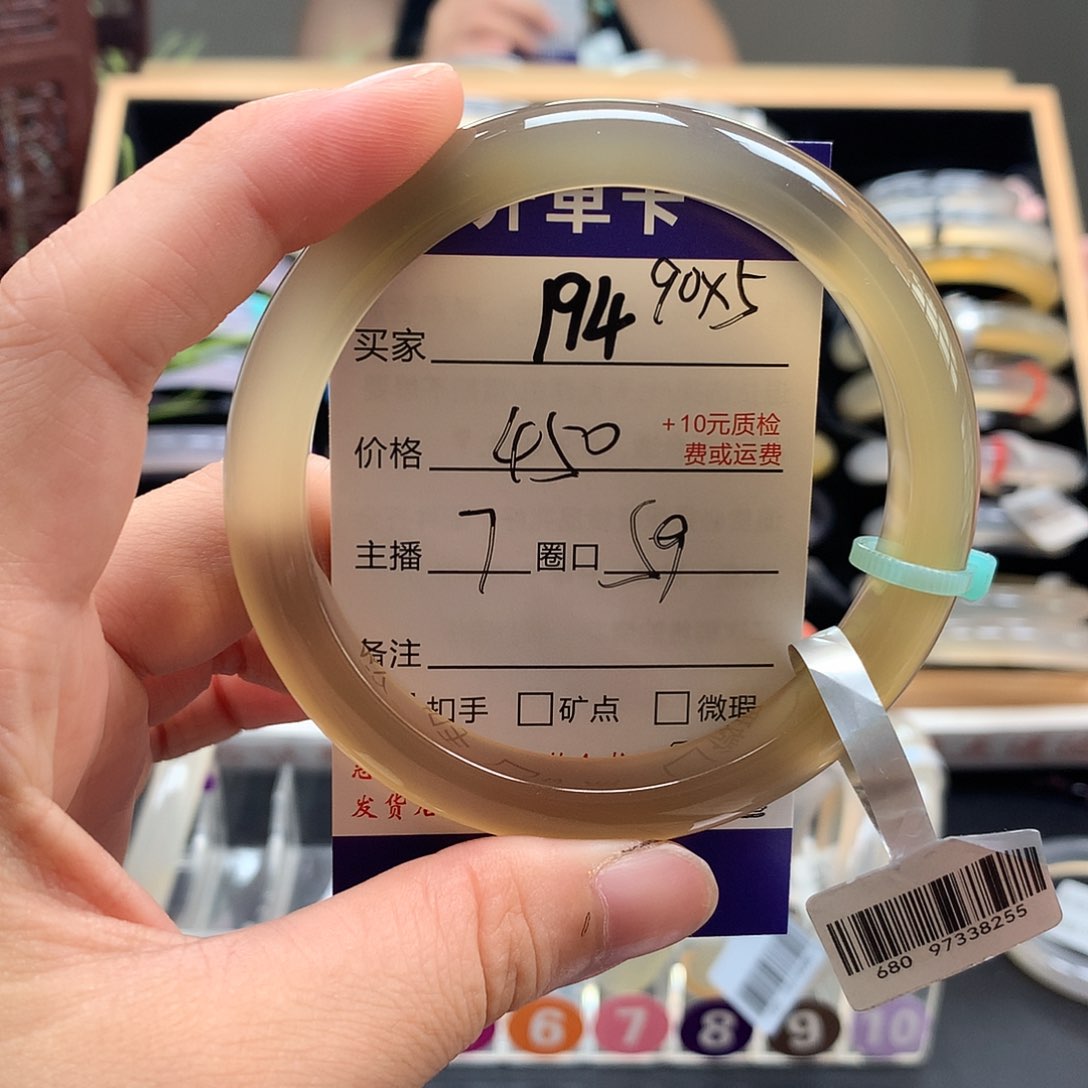 开单卡
90x5
买家 194
价格 450 +10元质检
费或运费
主播 7 圈口 59
备注
扣手 □矿点 □微瑕
发货
680 97338255
6 7 8 9 10